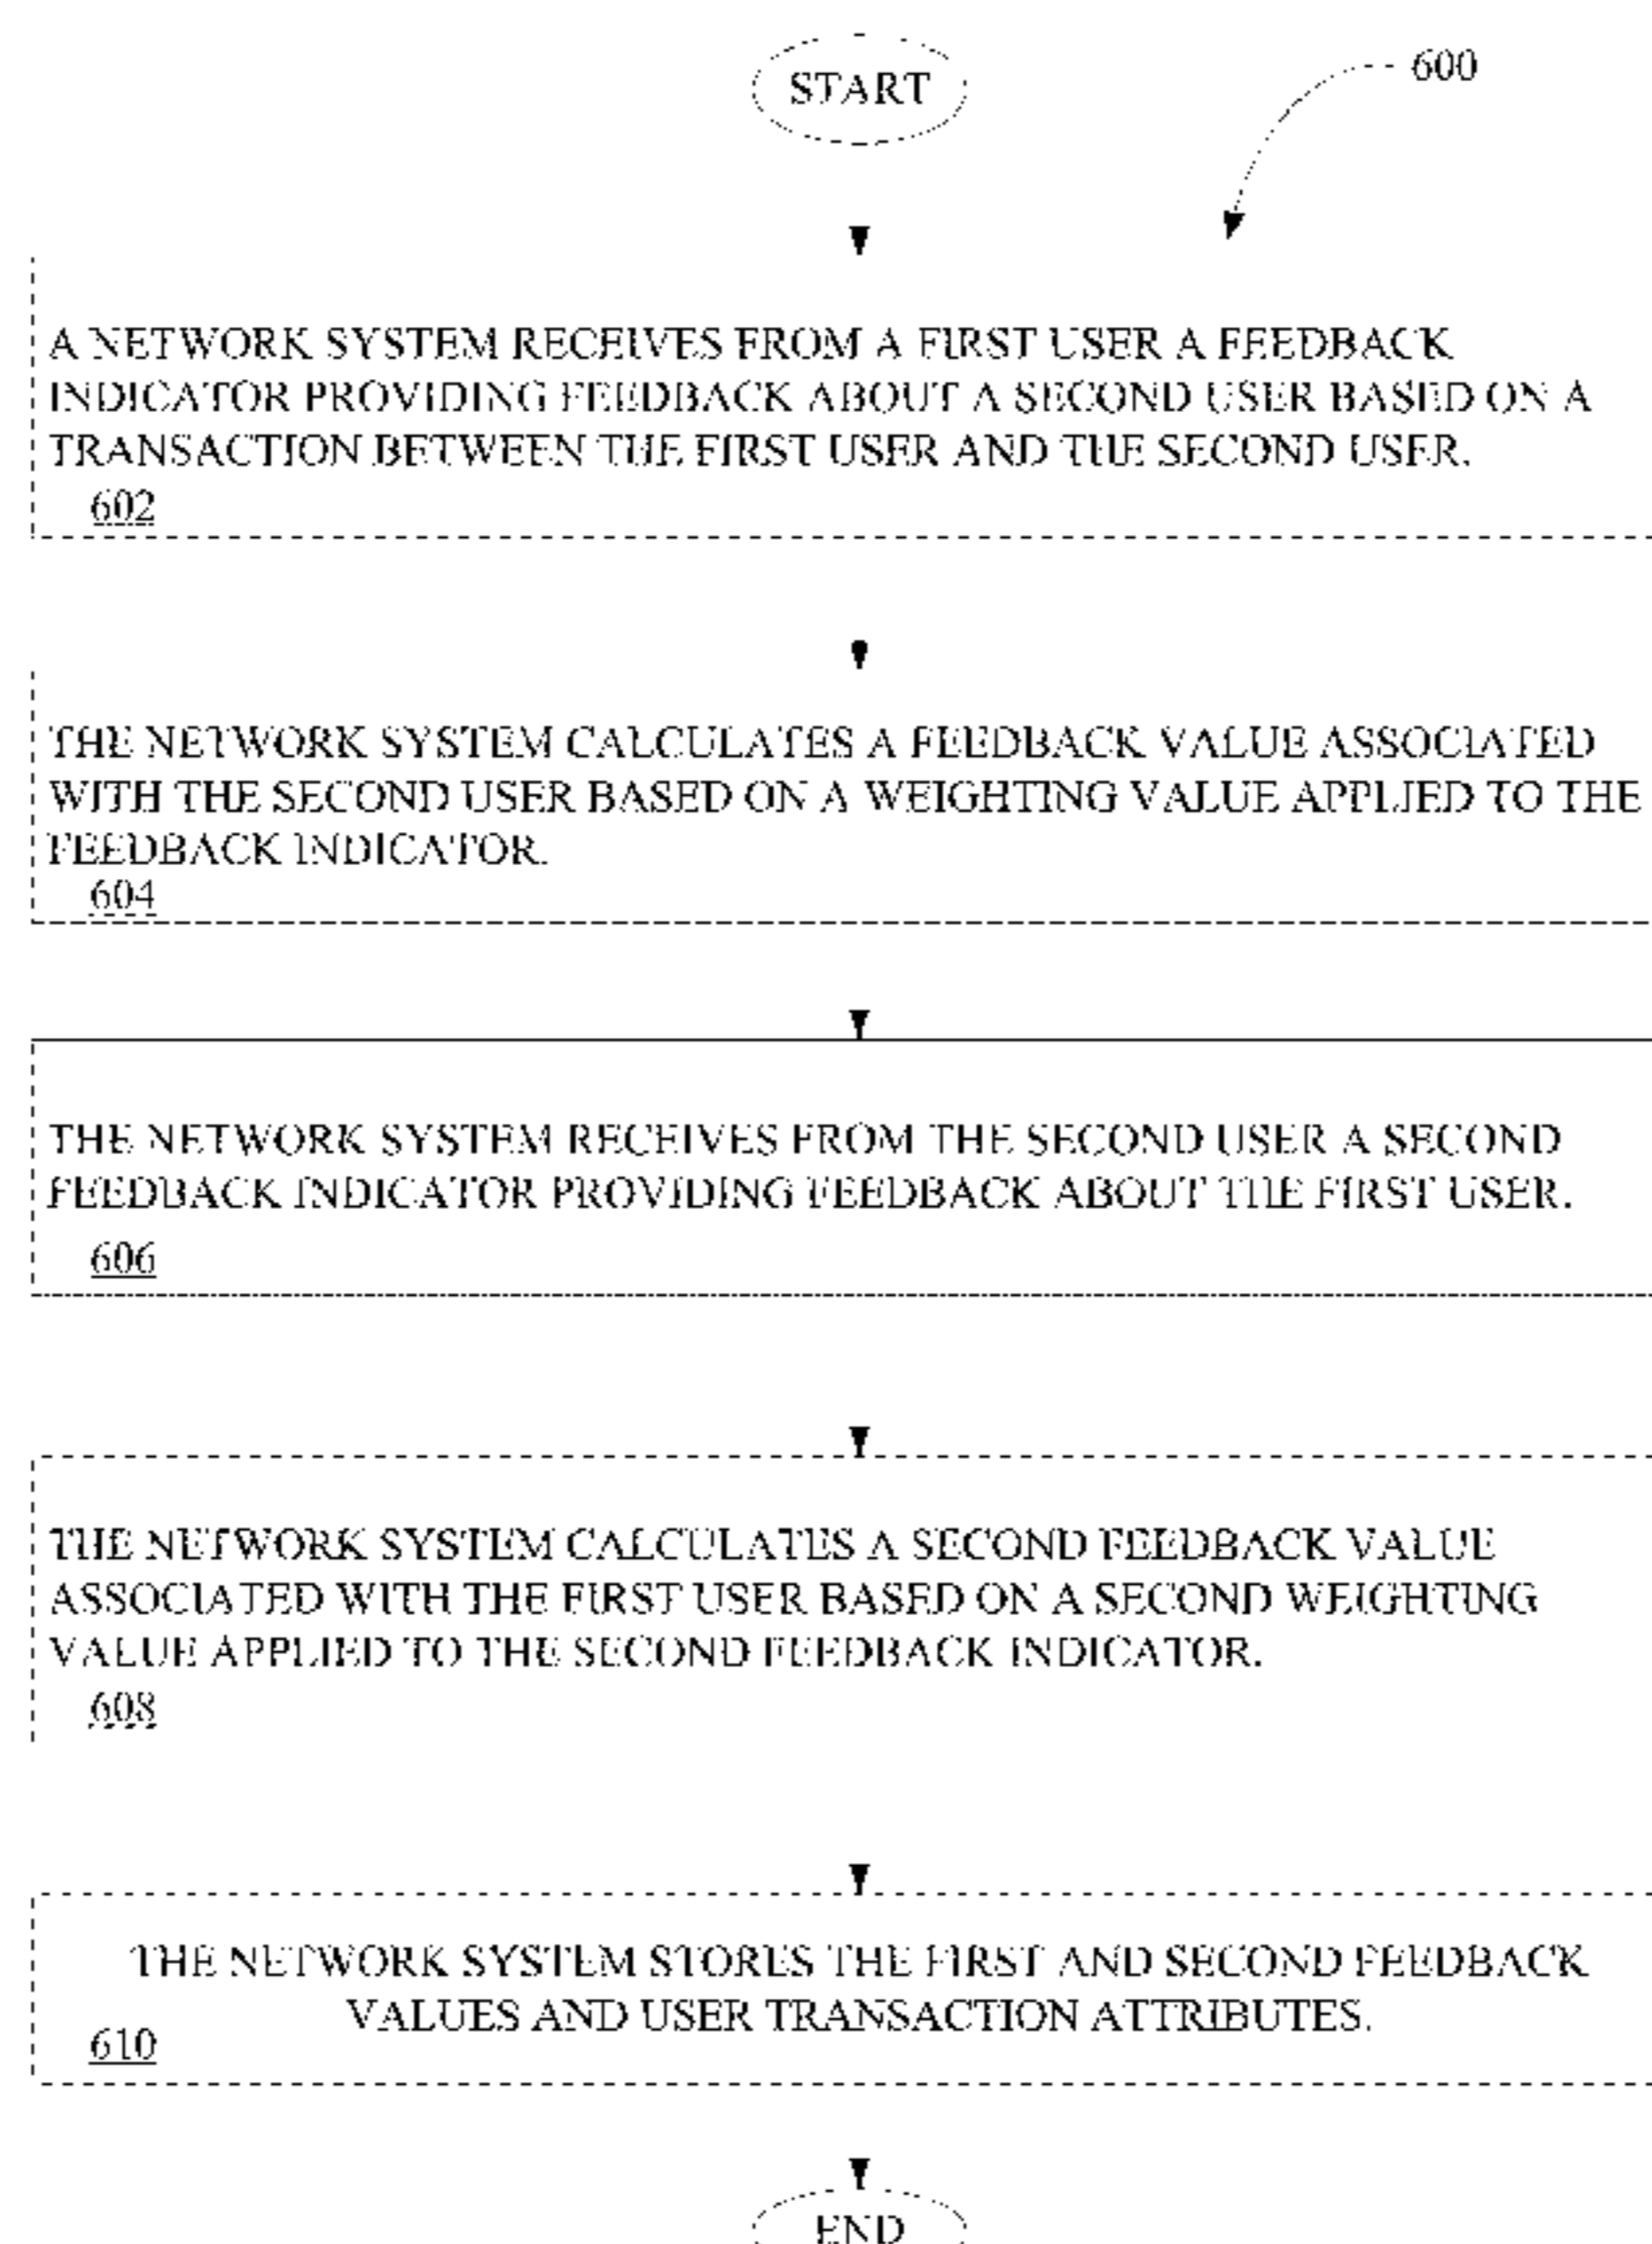 START
600
A NETWORK SYSTEM RECEIVES FROM A FIRST USER A FEEDBACK
INDICATOR PROVIDING FEEDBACK ABOUT A SECOND USER BASED ON A
TRANSACTION BETWEEN THE FIRST USER AND THE SECOND USER.
602
THE NETWORK SYSTEM CALCULATES A FEEDBACK VALUE ASSOCIATED
WITH THE SECOND USER BASED ON A WEIGHTING VALUE APPLIED TO THE
FEEDBACK INDICATOR.
604
THE NETWORK SYSTEM RECEIVES FROM THE SECOND USER A SECOND
FEEDBACK INDICATOR PROVIDING FEEDBACK ABOUT THE FIRST USER.
606
THE NETWORK SYSTEM CALCULATES A SECOND FEEDBACK VALUE
ASSOCIATED WITH THE FIRST USER BASED ON A SECOND WEIGHTING
VALUE APPLIED TO THE SECOND FEEDBACK INDICATOR.
608
THE NETWORK SYSTEM STORES THE FIRST AND SECOND FEEDBACK
VALUES AND USER TRANSACTION ATTRIBUTES.
610
END